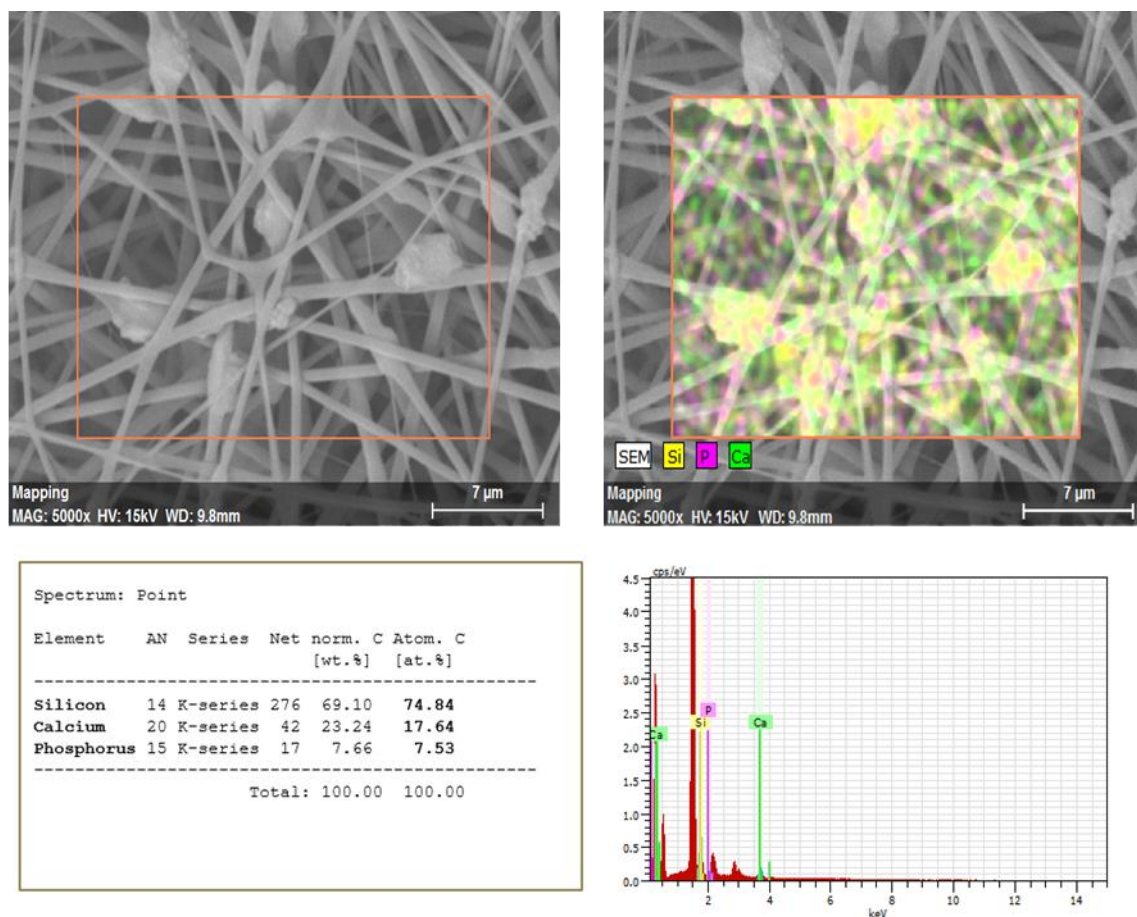 Mapping
MAG: 5000x HV: 15kV WD: 9.8mm
7 µm
SEM Si P Ca
Mapping
MAG: 5000x HV: 15kV WD: 9.8mm
7 µm
Spectrum: Point
Element AN Series Net norm. C Atom. C
[wt.%] [at.%]
Silicon 14 K-series 276 69.10 74.84
Calcium 20 K-series 42 23.24 17.64
Phosphorus 15 K-series 17 7.66 7.53
Total: 100.00 100.00
cps/eV
4.5
4.0
3.5
3.0
2.5
2.0
1.5
1.0
0.5
0.0
Ca Si P Ca
2 4 6 8 10 12 14
keV